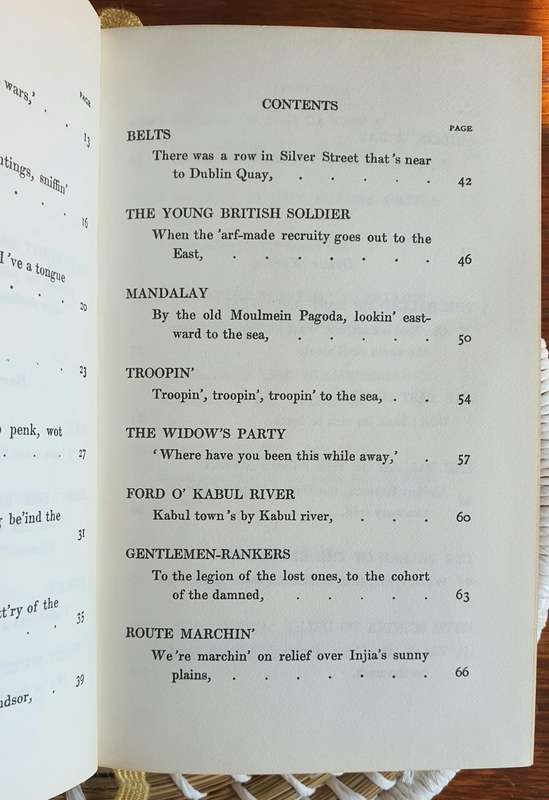 wars,'
PAGE
13
ntings, sniffin'
16
I 've a tongue
20
23
penk, wot
27
be'ind the
31
tt'ry of the
35
39
ndsor,
CONTENTS
PAGE
BELTS
There was a row in Silver Street that's near
to Dublin Quay, . . . . . 42
THE YOUNG BRITISH SOLDIER
When the 'arf-made recruity goes out to the
East, . . . . . . . 46
MANDALAY
By the old Moulmein Pagoda, lookin' east-
ward to the sea, . . . . . 50
TROOPIN'
Troopin', troopin', troopin' to the sea, . . 54
THE WIDOW'S PARTY
'Where have you been this while away,' . 57
FORD O' KABUL RIVER
Kabul town's by Kabul river, . . . 60
GENTLEMEN-RANKERS
To the legion of the lost ones, to the cohort
of the damned, . . . . . 63
ROUTE MARCHIN'
We're marchin' on relief over Injia's sunny
plains, . . . . . . . 66